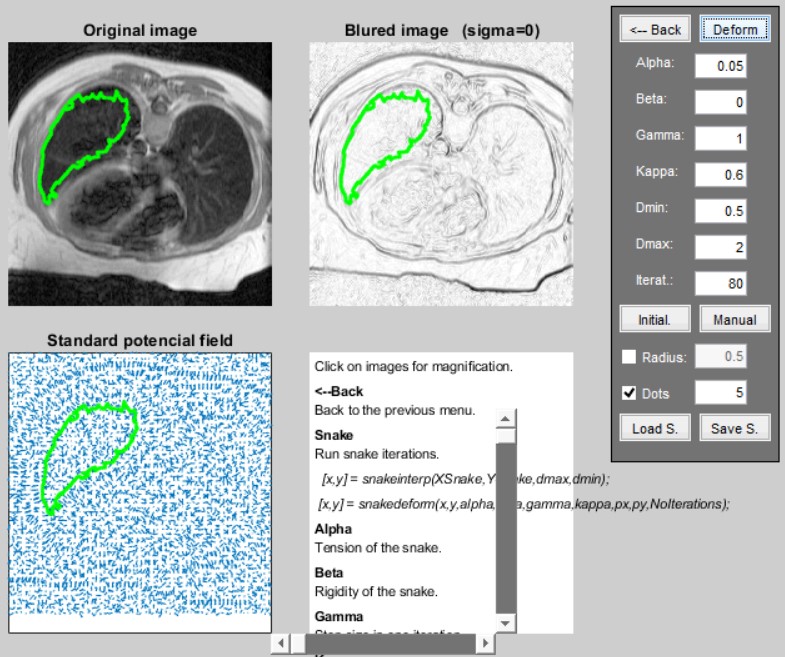 Original image
Blured image (sigma=0)
<-- Back
Deform
Alpha:
0.05
Beta:
0
Gamma:
1
Kappa:
0.6
Dmin:
0.5
Dmax:
2
Iterat.:
80
Initial.
Manual
Radius:
0.5
Dots
5
Load S.
Save S.
Standard potencial field
Click on images for magnification.
<--Back
Back to the previous menu.
Snake
Run snake iterations.
[x,y] = snakeinterp(XSnake,Y ke,dmax,dmin);
[x,y] = snakedeform(x,y,alpha, a,gamma,kappa,px,py,NoIterations);
Alpha
Tension of the snake.
Beta
Rigidity of the snake.
Gamma